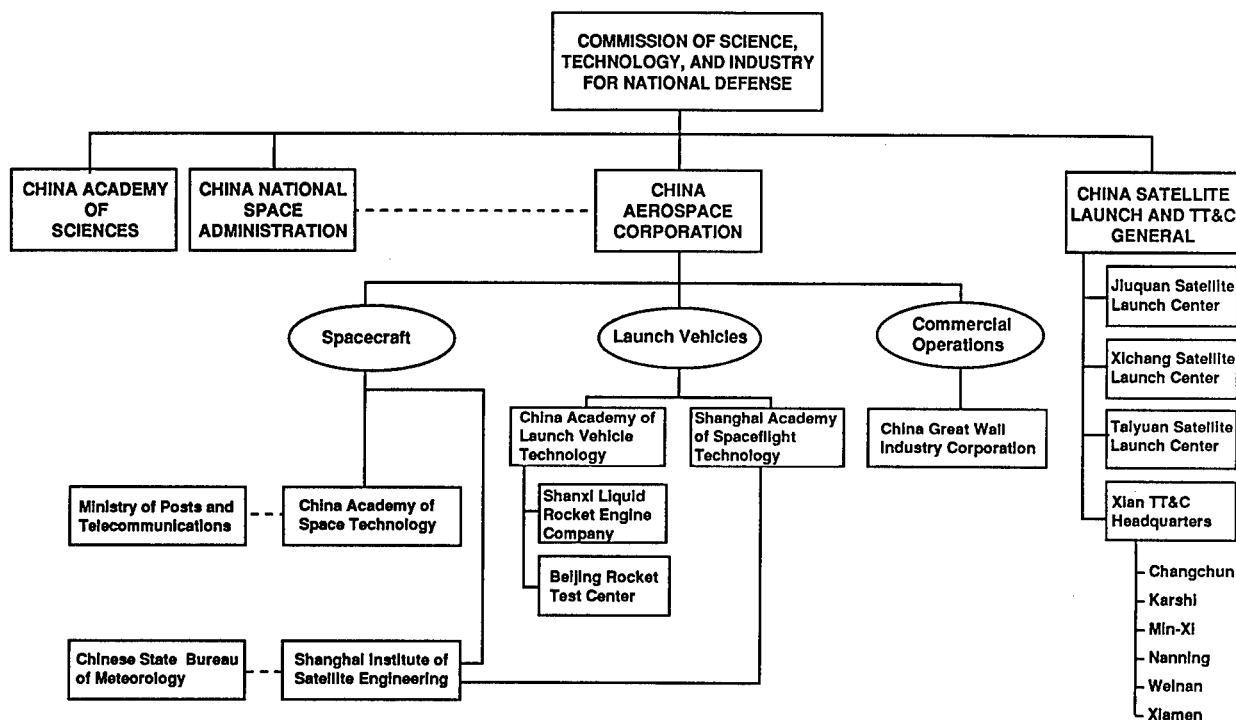 COMMISSION OF SCIENCE,
TECHNOLOGY, AND INDUSTRY
FOR NATIONAL DEFENSE
CHINA ACADEMY
OF
SCIENCES
CHINA NATIONAL
SPACE
ADMINISTRATION
CHINA
AEROSPACE
CORPORATION
CHINA SATELLITE
LAUNCH AND TT&C
GENERAL
Jiuquan Satellite
Launch Center
Xichang Satellite
Launch Center
Taiyuan Satellite
Launch Center
Xian TT&C
Headquarters
Changchun
Karshi
Min-Xi
Nanning
Weinan
Xiamen
Spacecraft
Launch Vehicles
Commercial
Operations
China Academy of
Launch Vehicle
Technology
Shanghai Academy
of Spaceflight
Technology
China Great Wall
Industry Corporation
Shanxi Liquid
Rocket Engine
Company
Beijing Rocket
Test Center
Ministry of Posts and
Telecommunications
China Academy of
Space Technology
Chinese State Bureau
of Meteorology
Shanghai Institute of
Satellite Engineering